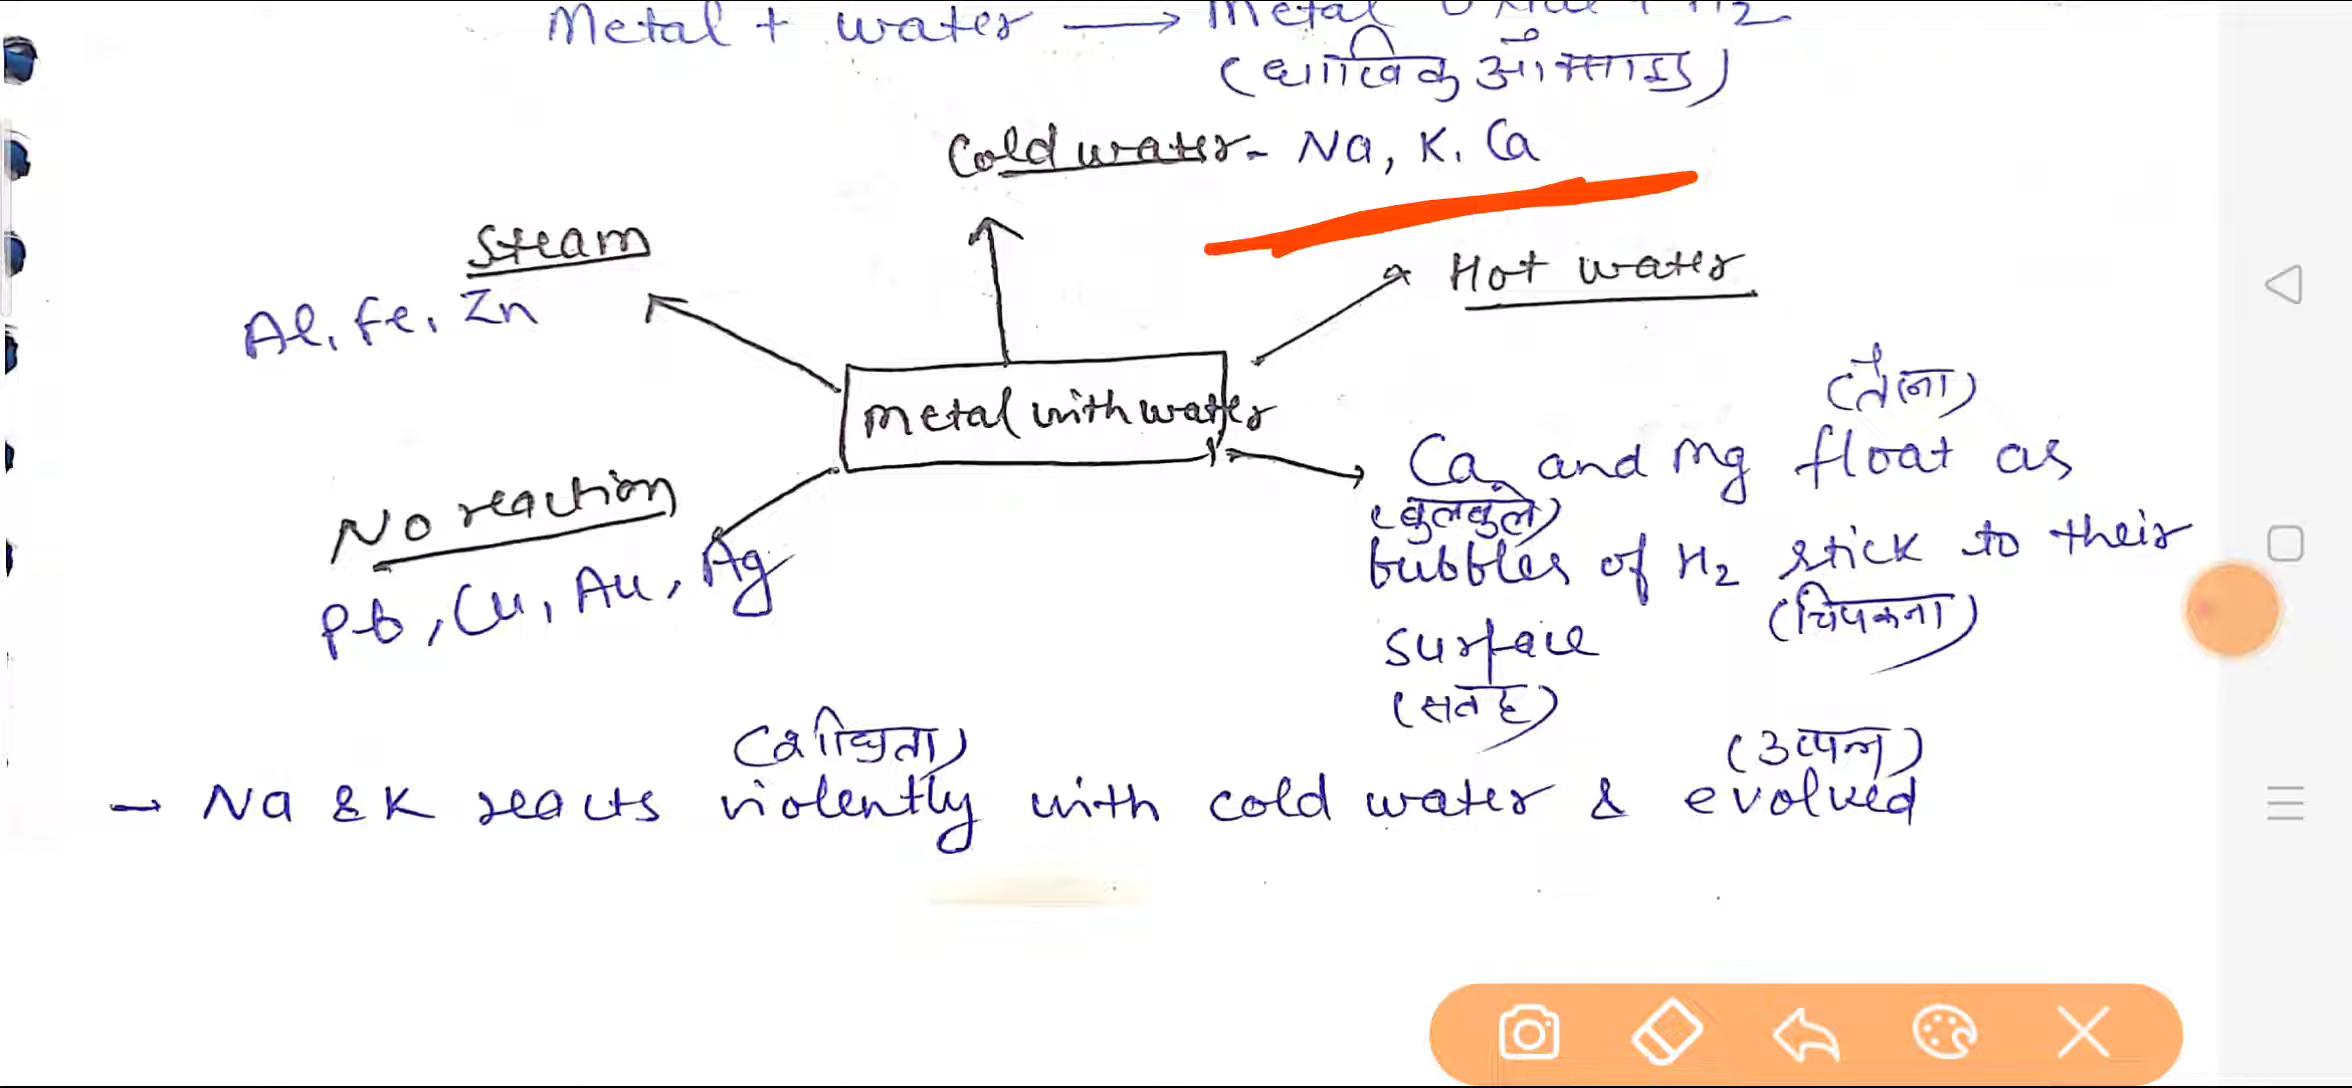 Metal + water → Metal Oxide + H2
(धात्विक ऑक्साइड)
Cold water - Na, K, Ca
Steam
Al, Fe, Zn
Hot water
Metal with water
(तैरना)
Ca and Mg float as
(बुलबुले)
bubbles of H2 stick to their
(चिपकना)
surface
(सतह)
No reaction
Pb, Cu, Au, Ag
(उत्पन्न)
→ Na & K reacts violently with cold water & evolved